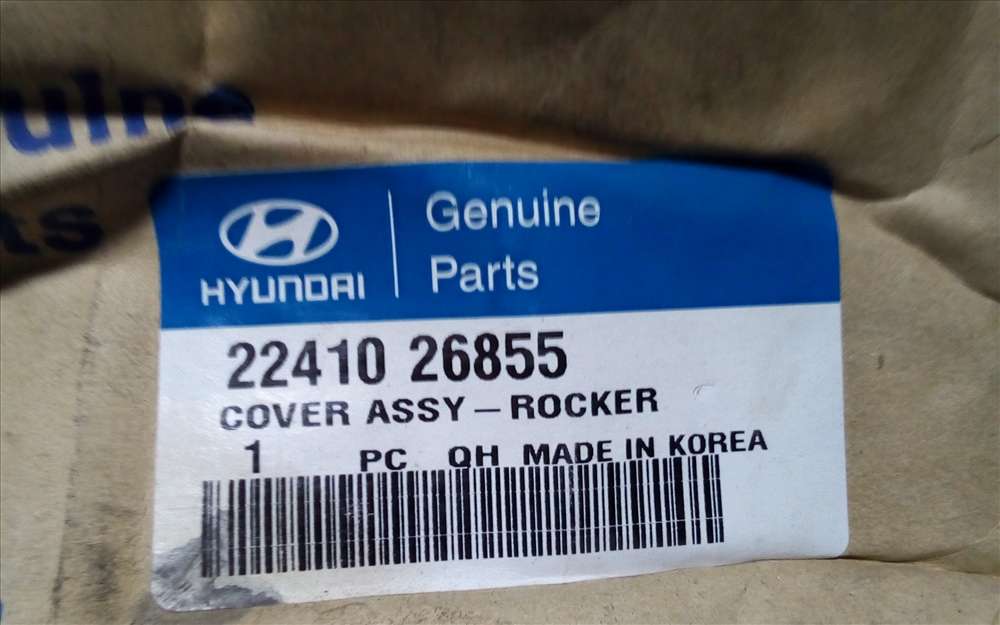 uine
ts
HYUNDAI
Genuine
Parts
22410 26855
COVER ASSY – ROCKER
1 PC QH MADE IN KOREA